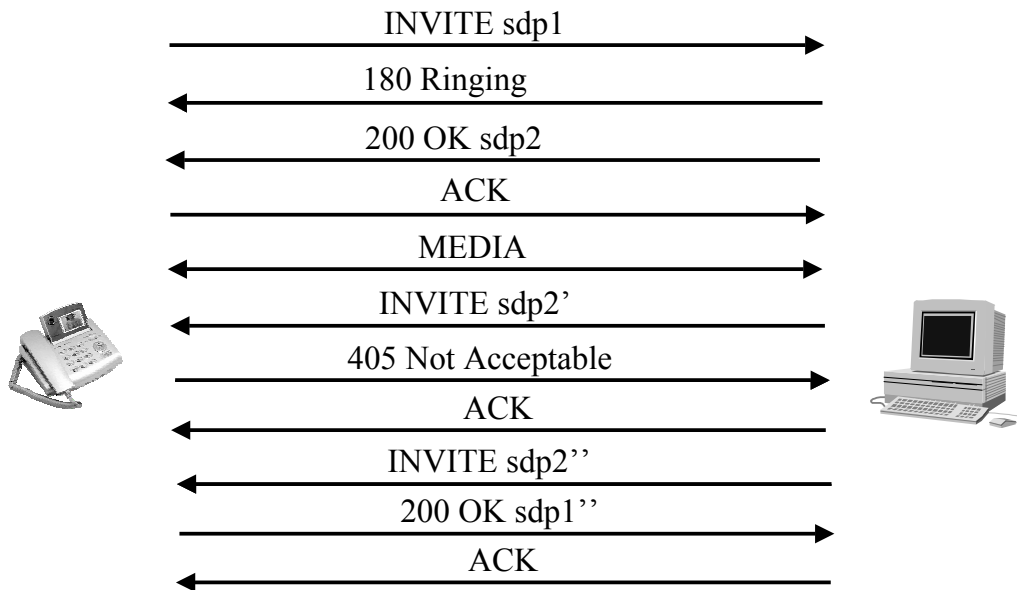 INVITE sdp1
180 Ringing
200 OK sdp2
ACK
MEDIA
INVITE sdp2’
405 Not Acceptable
ACK
INVITE sdp2’’
200 OK sdp1’’
ACK